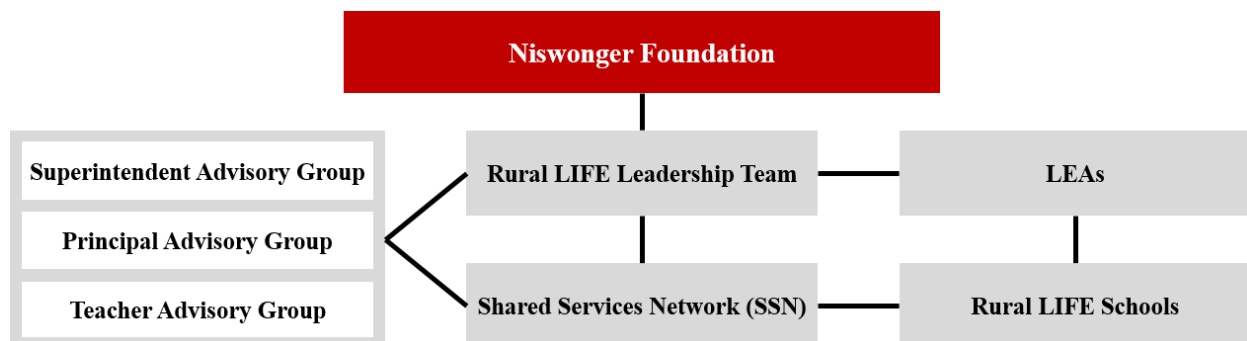 Niswonger Foundation
Superintendent Advisory Group
Principal Advisory Group
Teacher Advisory Group
Rural LIFE Leadership Team
LEAs
Shared Services Network (SSN)
Rural LIFE Schools